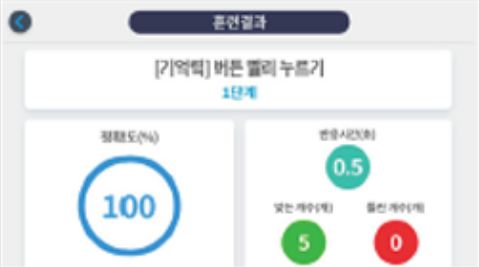 훈련결과
[기억력] 버튼 빨리 누르기
1단계
정확도(%)
100
반응시간(초)
0.5
맞는 개수(개)
5
틀린 개수(개)
0